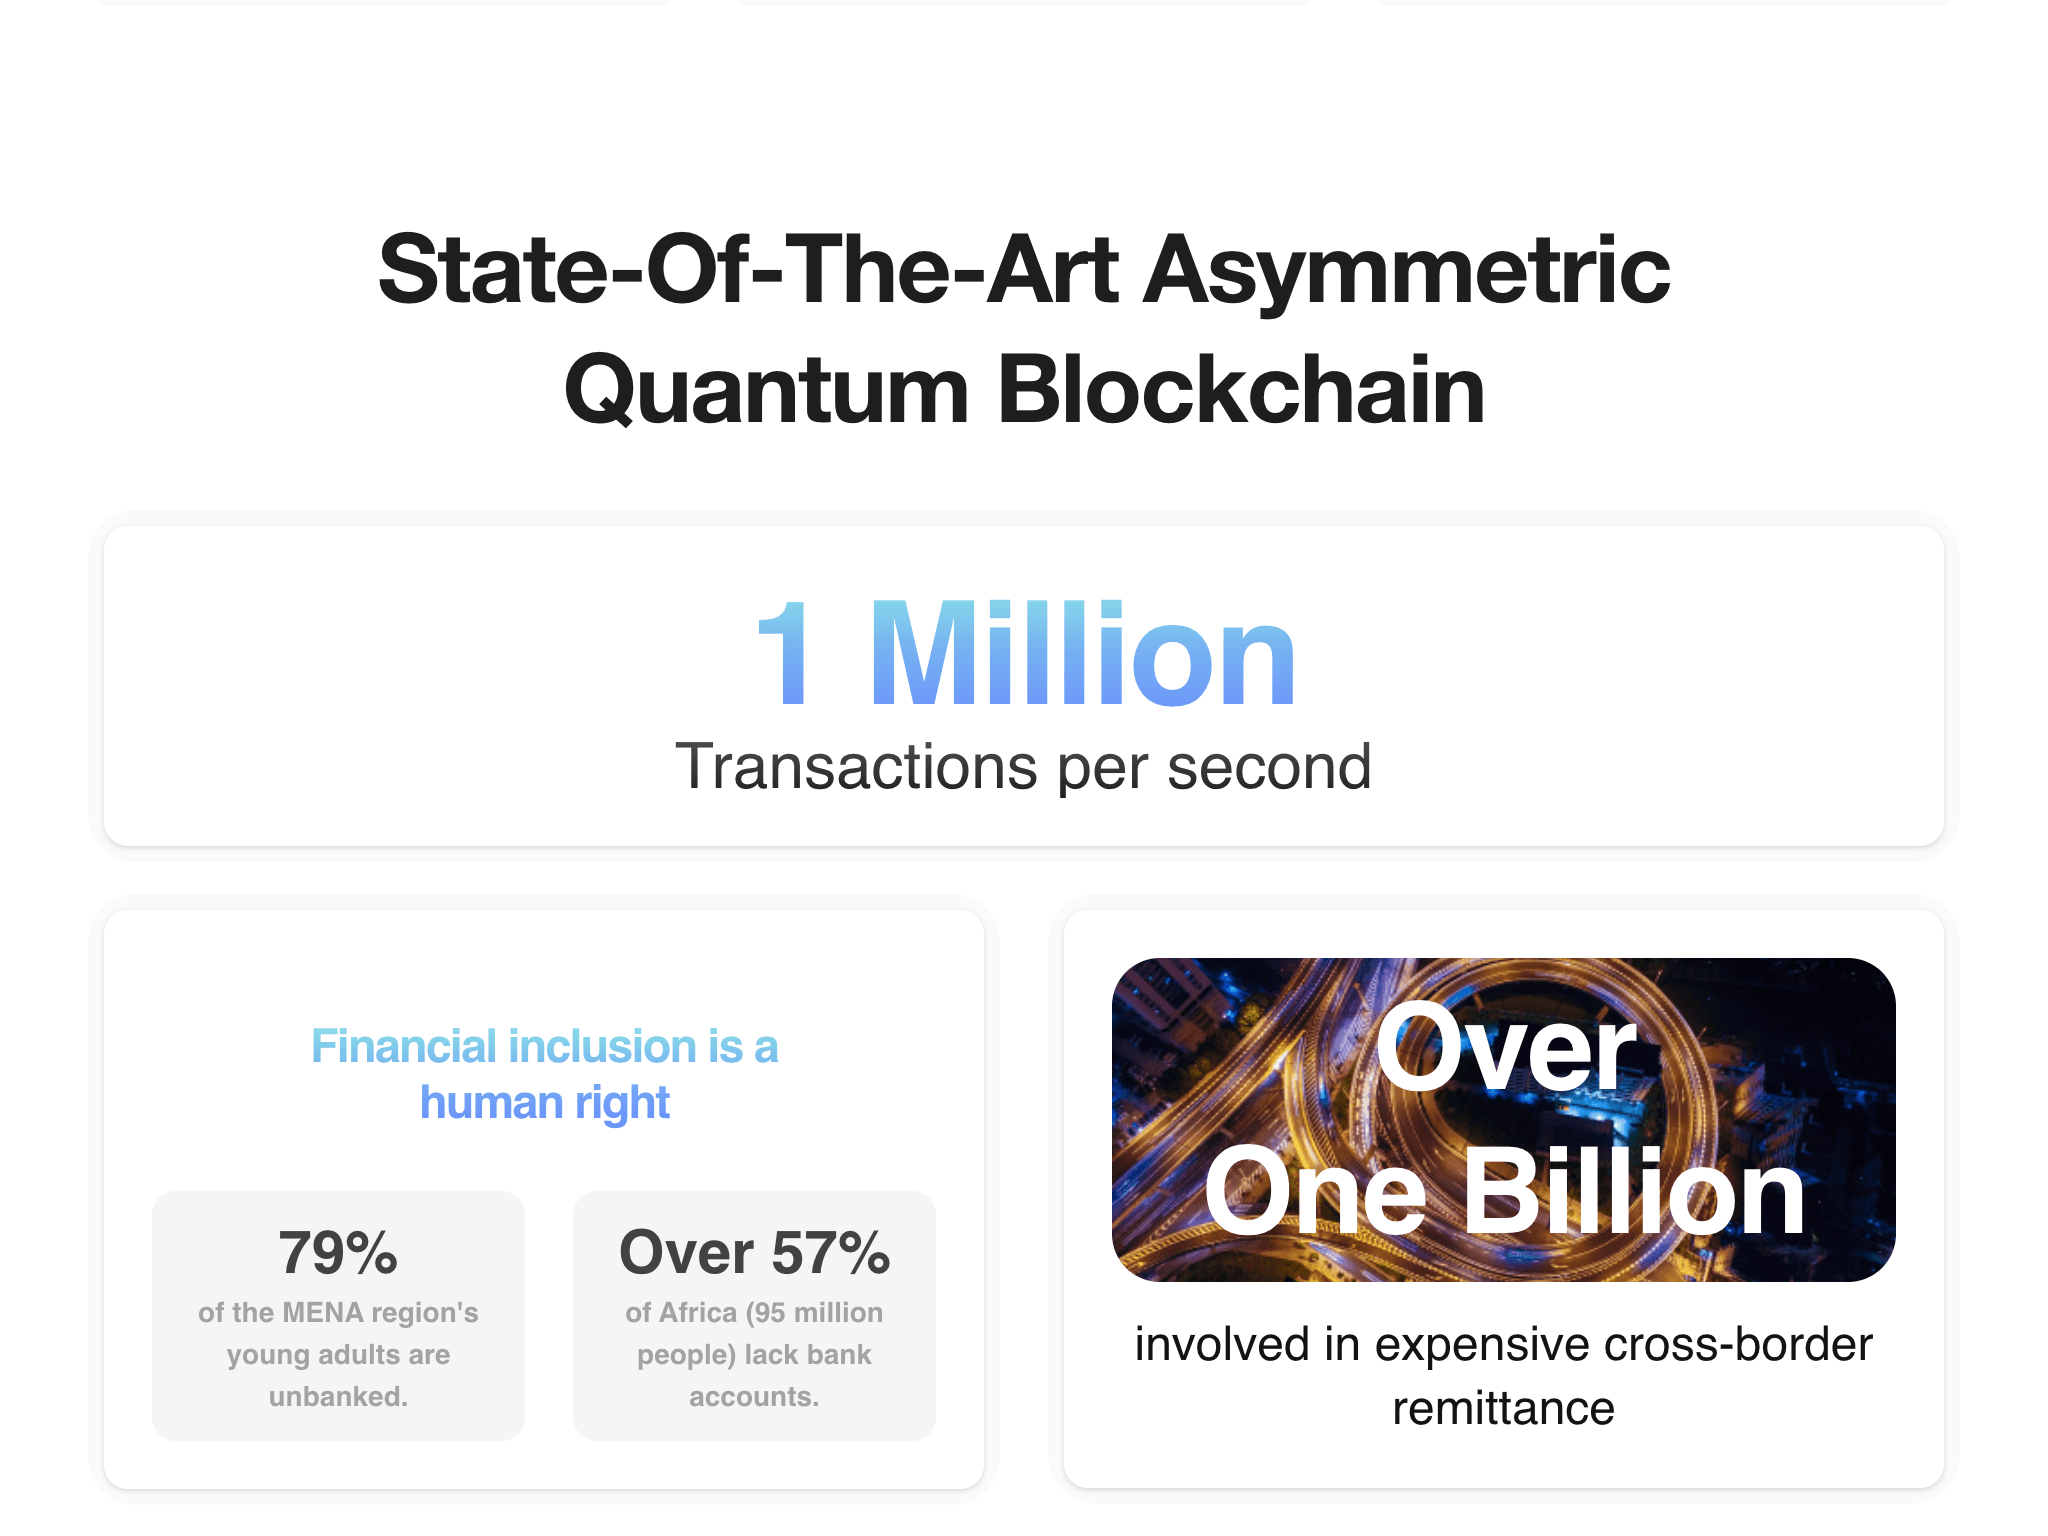 State-Of-The-Art Asymmetric
Quantum Blockchain
1 Million
Transactions per second
Financial inclusion is a
human right
79%
of the MENA region's
young adults are
unbanked.
Over 57%
of Africa (95 million
people) lack bank
accounts.
Over
One Billion
involved in expensive cross-border
remittance